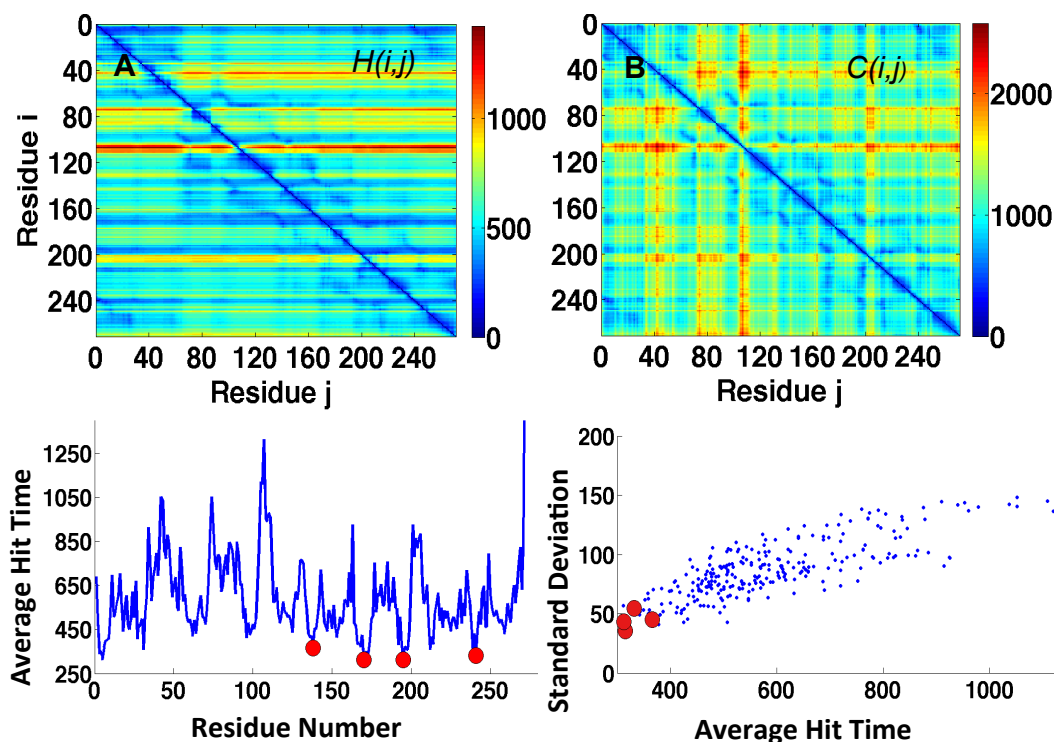 A
H(i,j)
0
40
80
120
160
200
240
Residue i
0 40 80 120 160 200 240
Residue j
1000
500
0
B
C(i,j)
0
40
80
120
160
200
240
0 40 80 120 160 200 240
Residue j
2000
1000
0
Average Hit Time
1250
1050
850
650
450
250
0 50 100 150 200 250
Residue Number
Standard Deviation
200
150
100
50
0
400 600 800 1000
Average Hit Time